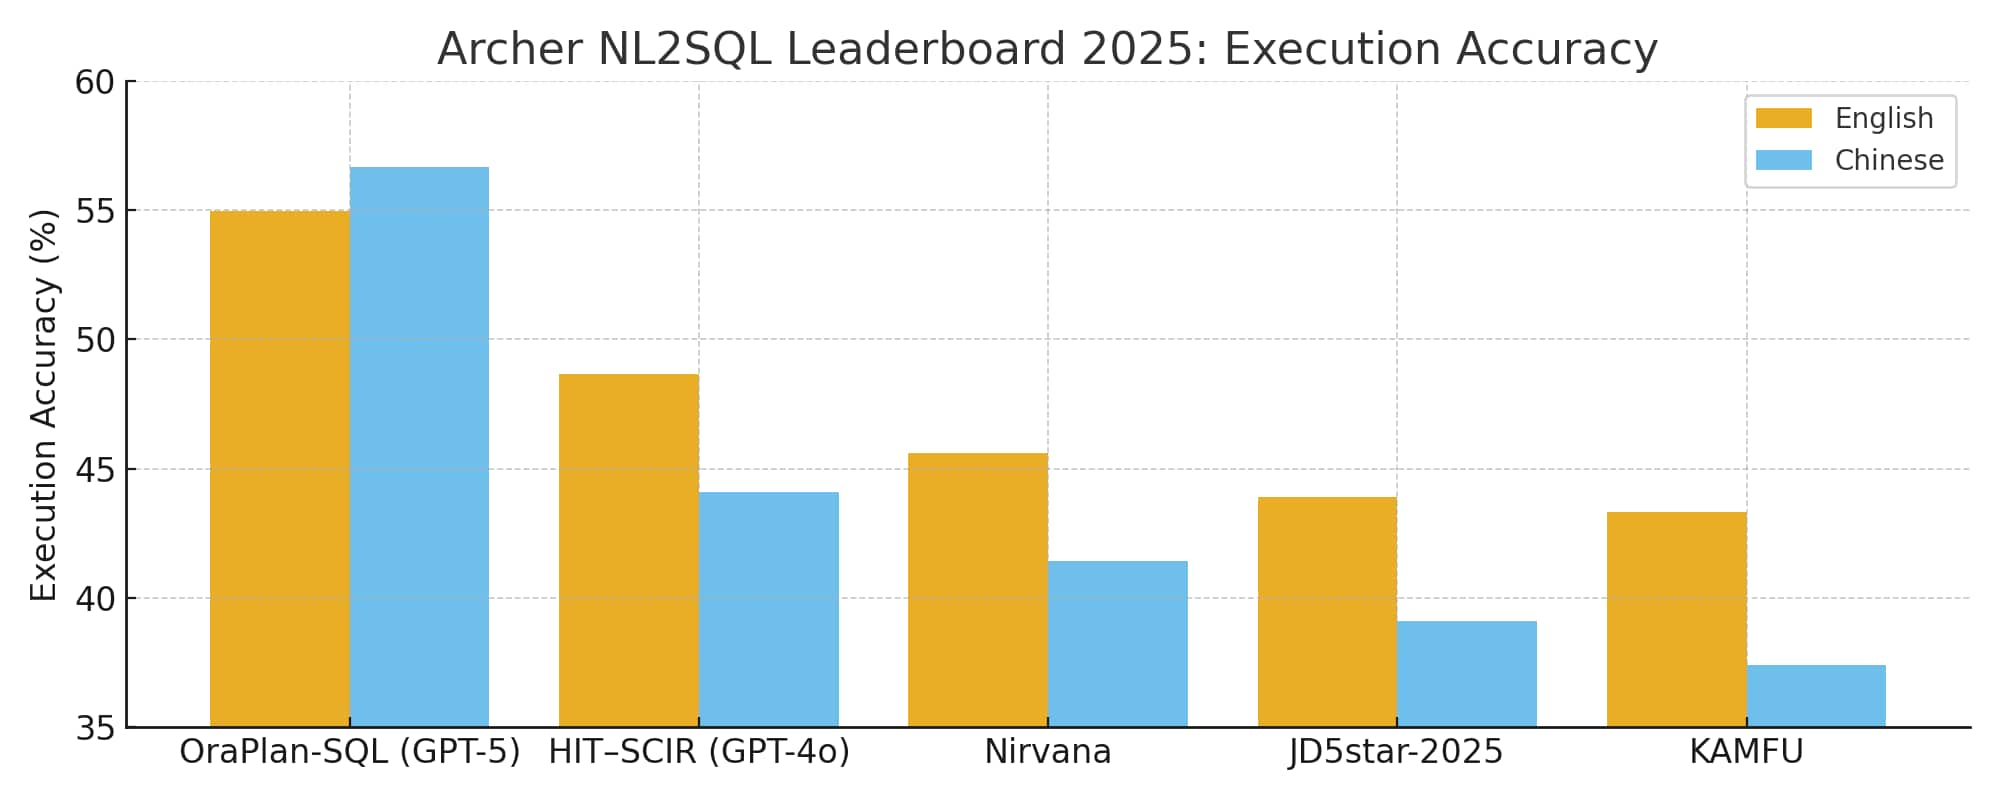 Archer NL2SQL Leaderboard 2025: Execution Accuracy
Execution Accuracy (%)
60
55
50
45
40
35
English
Chinese
OraPlan-SQL (GPT-5)
HIT–SCIR (GPT-4o)
Nirvana
JD5star-2025
KAMFU